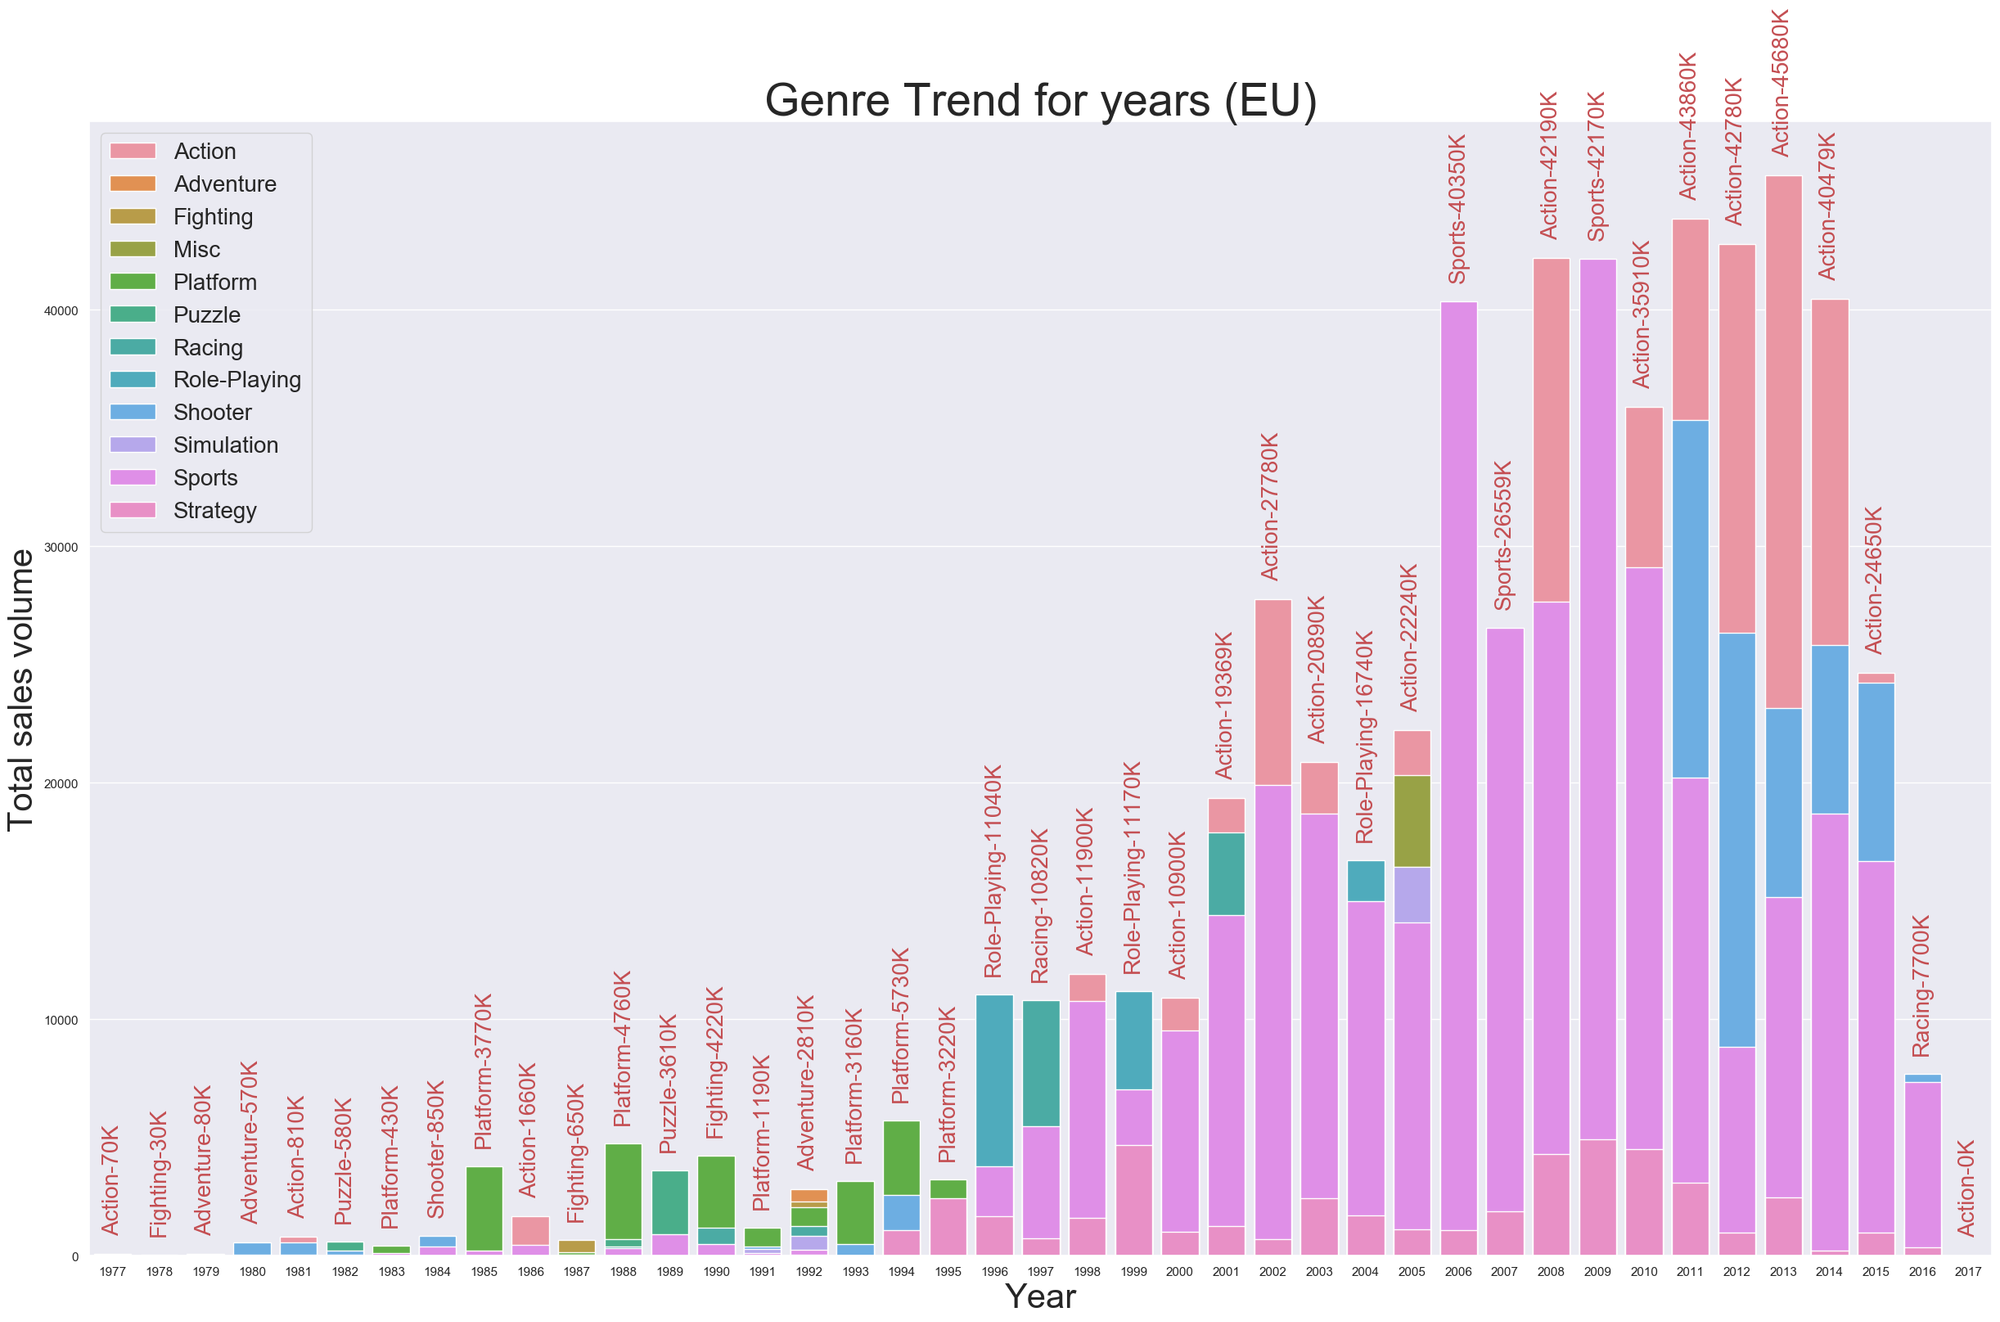 Genre Trend for years (EU)
Action
Adventure
Fighting
Misc
Platform
Puzzle
Racing
Role-Playing
Shooter
Simulation
Sports
Strategy
Total sales volume
40000
30000
20000
10000
0
Action-70K
Fighting-30K
Adventure-80K
Adventure-570K
Action-810K
Puzzle-580K
Platform-430K
Shooter-850K
Platform-3770K
Action-1660K
Fighting-650K
Platform-4760K
Puzzle-3610K
Fighting-4220K
Platform-1190K
Adventure-2810K
Platform-3160K
Platform-5730K
Platform-3220K
Role-Playing-11040K
Racing-10820K
Action-11900K
Role-Playing-11170K
Action-10900K
Action-19369K
Action-27780K
Action-20890K
Role-Playing-16740K
Action-22240K
Sports-40350K
Sports-26559K
Action-42190K
Sports-42170K
Action-35910K
Action-43860K
Action-42780K
Action-45680K
Action-40479K
Action-24650K
Racing-7700K
Action-0K
1977 1978 1979 1980 1981 1982 1983 1984 1985 1986 1987 1988 1989 1990 1991 1992 1993 1994 1995 1996 1997 1998 1999 2000 2001 2002 2003 2004 2005 2006 2007 2008 2009 2010 2011 2012 2013 2014 2015 2016 2017
Year